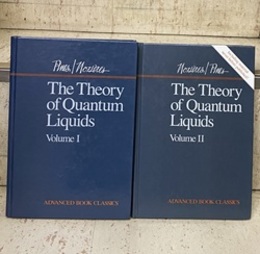 Pines/Nozières
The Theory
of Quantum
Liquids
Volume I
ADVANCED BOOK CLASSICS
Nozières/Pines
The Theory
of Quantum
Liquids
Volume II
ADVANCED BOOK CLASSICS